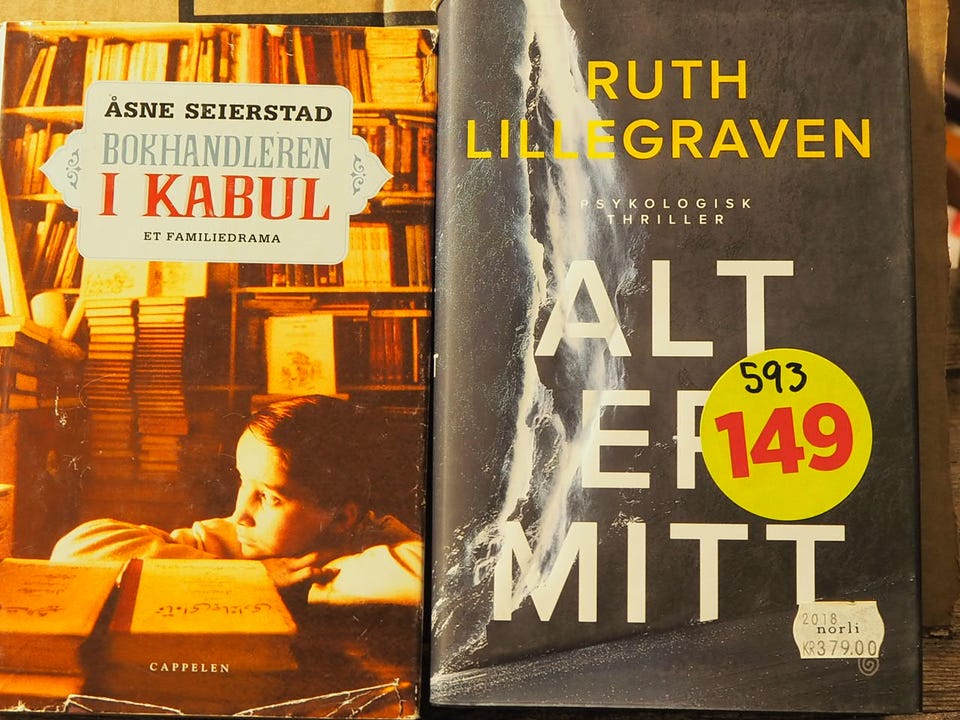 ÅSNE SEIERSTAD
BOKHANDLEREN
I KABUL
ET FAMILIEDRAMA
CAPPELEN
RUTH
LILLEGRAVEN
PSYKOLOGISK
THRILLER
ALT
ER
MITT
593
149
2018
norli
KR379.00